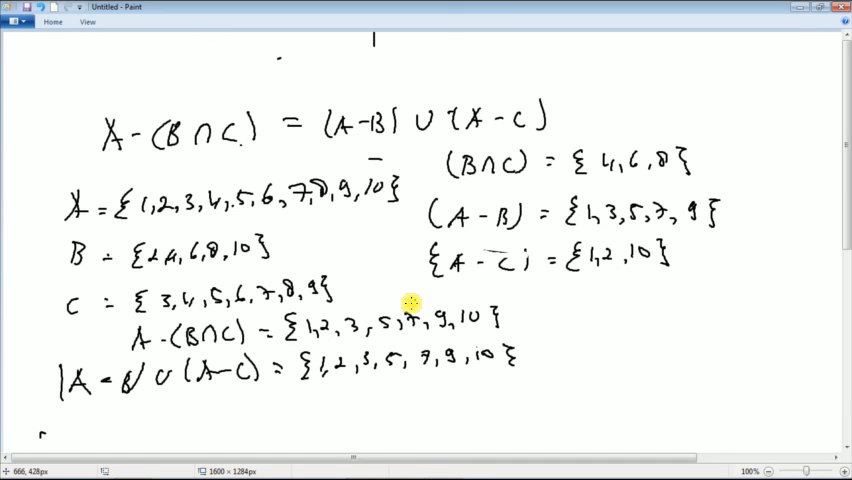 Untitled - Paint
Home View
A - (B ∩ C) = (A - B) ∪ (A - C)
(B ∩ C) = { 4, 6, 8 }
A = { 1, 2, 3, 4, 5, 6, 7, 8, 9, 10 }
(A - B) = { 1, 3, 5, 7, 9 }
B = { 2, 4, 6, 8, 10 }
{ A - C ) = { 1, 2, 10 }
C = { 3, 4, 5, 6, 7, 8, 9 }
A - (B ∩ C) = { 1, 2, 3, 5, 7, 9, 10 }
(A - B) ∪ (A - C) = { 1, 2, 3, 5, 7, 9, 10 }
666, 428px 1600 × 1284px 100%